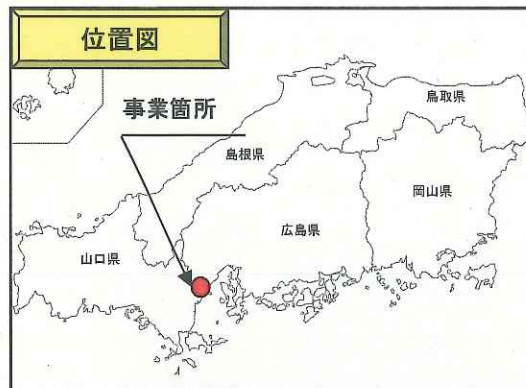 位置図
事業箇所
鳥取県
島根県
岡山県
広島県
山口県